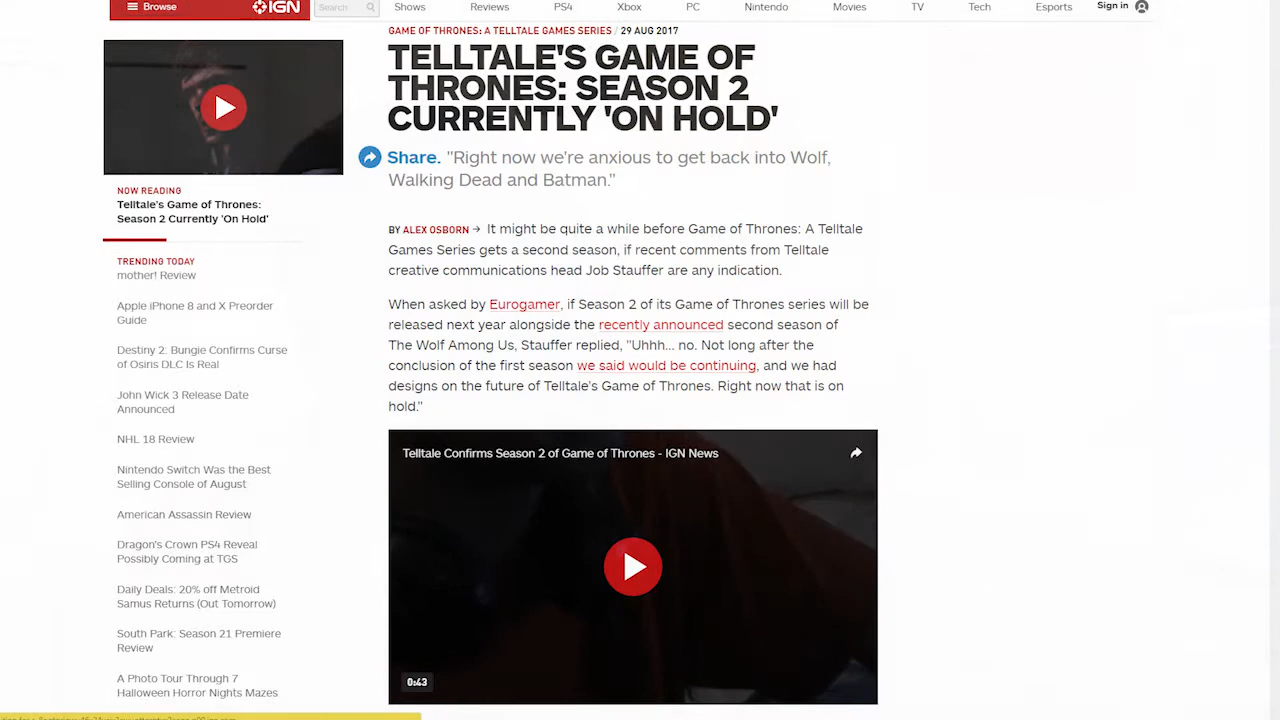 Browse
IGN
Search
Shows
Reviews
PS4
Xbox
PC
Nintendo
Movies
TV
Tech
Esports
Sign in
NOW READING
Telltale's Game of Thrones:
Season 2 Currently 'On Hold'
TRENDING TODAY
mother! Review
Apple iPhone 8 and X Preorder
Guide
Destiny 2: Bungie Confirms Curse
of Osiris DLC Is Real
John Wick 3 Release Date
Announced
NHL 18 Review
Nintendo Switch Was the Best
Selling Console of August
American Assassin Review
Dragon's Crown PS4 Reveal
Possibly Coming at TGS
Daily Deals: 20% off Metroid
Samus Returns (Out Tomorrow)
South Park: Season 21 Premiere
Review
A Photo Tour Through 7
Halloween Horror Nights Mazes
GAME OF THRONES: A TELLTALE GAMES SERIES / 29 AUG 2017
TELLTALE'S GAME OF
THRONES: SEASON 2
CURRENTLY 'ON HOLD'
Share. "Right now we're anxious to get back into Wolf,
Walking Dead and Batman."
BY ALEX OSBORN → It might be quite a while before Game of Thrones: A Telltale
Games Series gets a second season, if recent comments from Telltale
creative communications head Job Stauffer are any indication.
When asked by Eurogamer, if Season 2 of its Game of Thrones series will be
released next year alongside the recently announced second season of
The Wolf Among Us, Stauffer replied, "Uhhh... no. Not long after the
conclusion of the first season we said would be continuing, and we had
designs on the future of Telltale's Game of Thrones. Right now that is on
hold."
Telltale Confirms Season 2 of Game of Thrones - IGN News
0:43